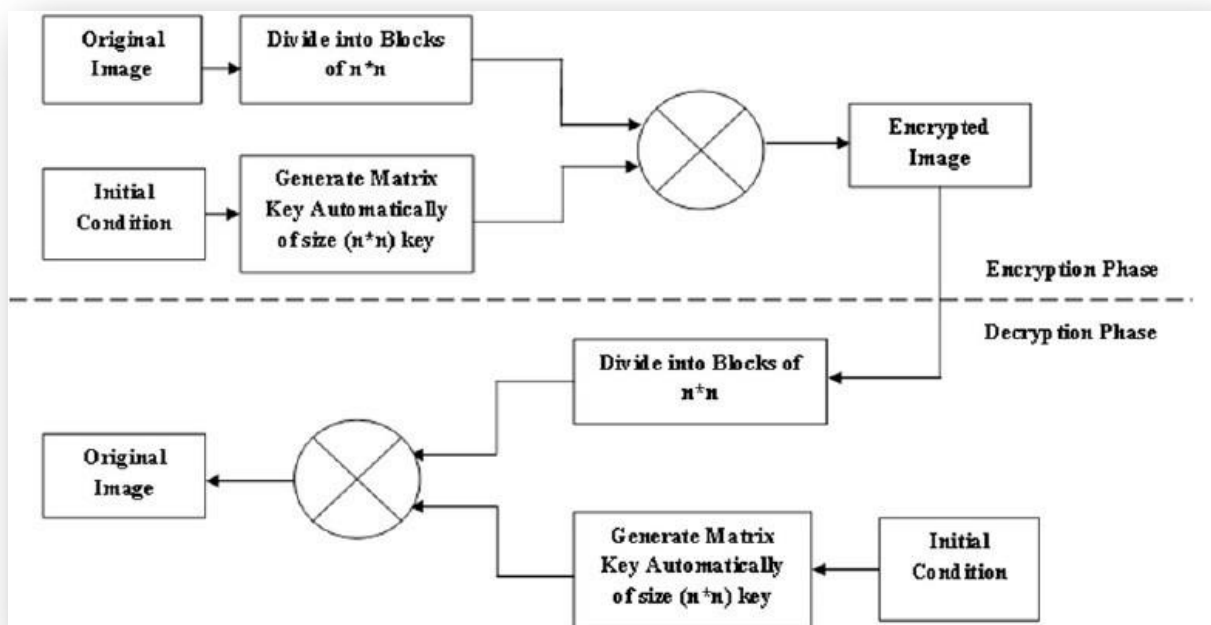 Original
Image
Divide into Blocks
of n*n
Initial
Condition
Generate Matrix
Key Automatically
of size (n*n) key
Encrypted
Image
Encryption Phase
Decryption Phase
Divide into Blocks of
n*n
Original
Image
Generate Matrix
Key Automatically
of size (n*n) key
Initial
Condition